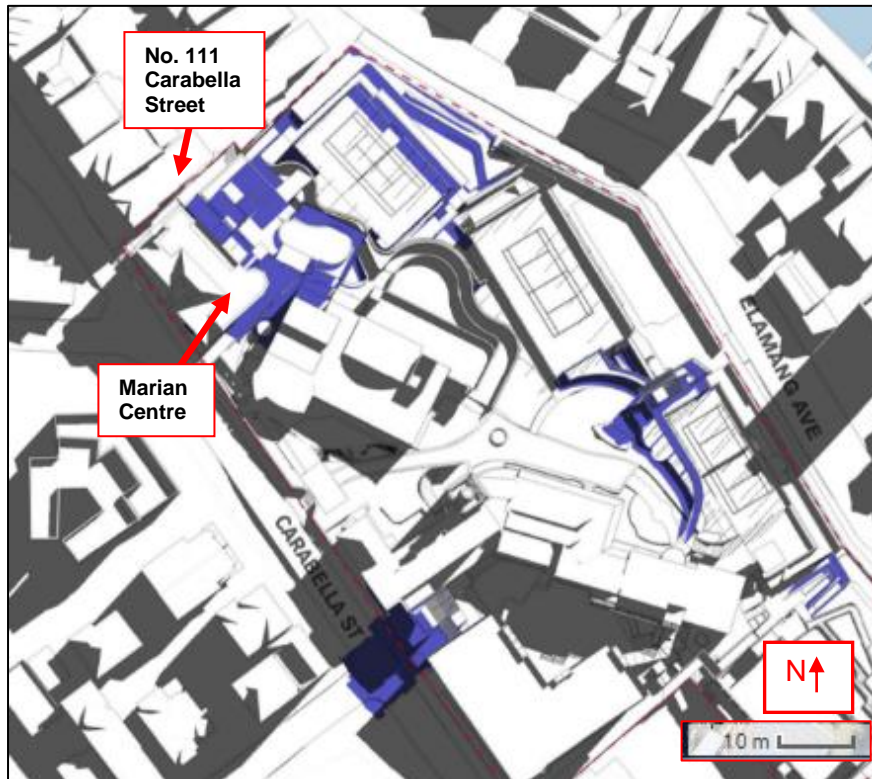 No. 111
Carabella
Street
Marian
Centre
ELAMANG AVE
CARABELLA ST
N
10 m